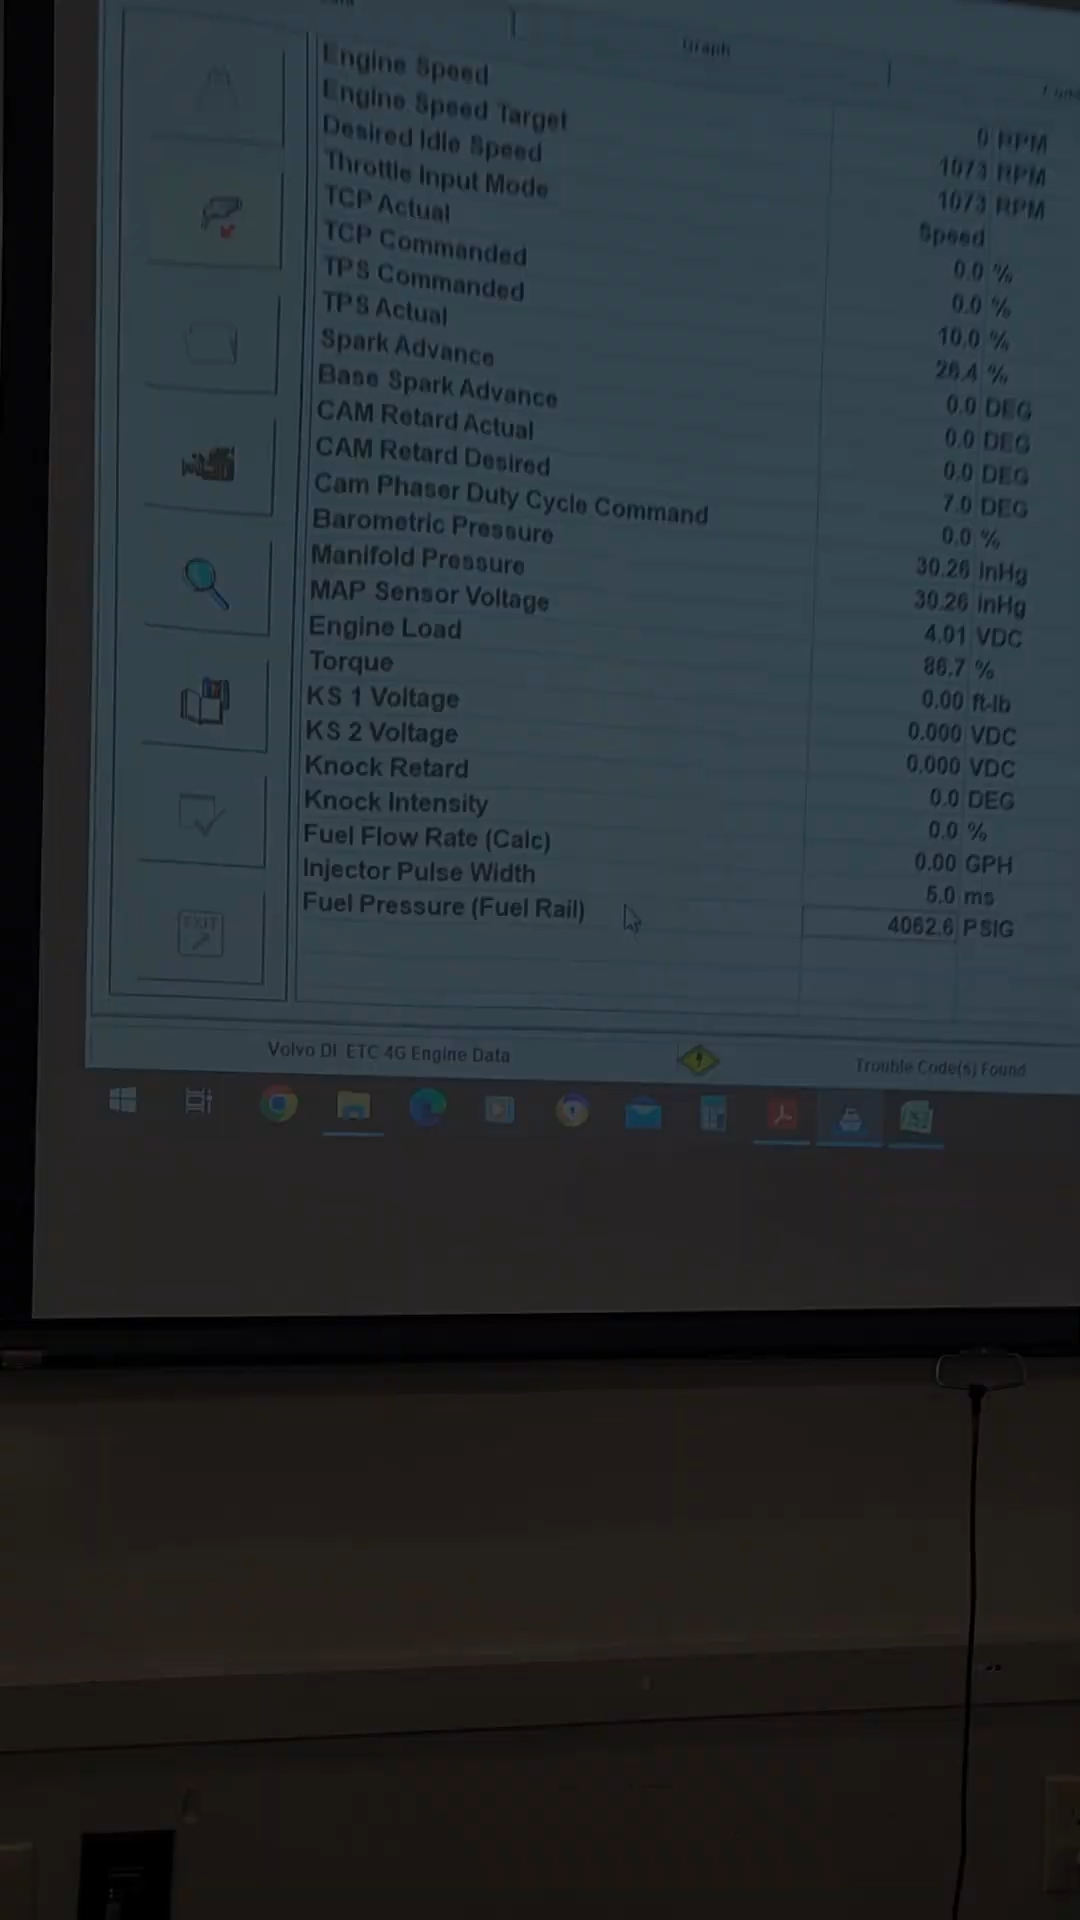 Graph
Engine Speed 0 RPM
Engine Speed Target 1073 RPM
Desired Idle Speed 1073 RPM
Throttle Input Mode Speed
TCP Actual 0.0 %
TCP Commanded 0.0 %
TPS Commanded 10.0 %
TPS Actual 26.4 %
Spark Advance 0.0 DEG
Base Spark Advance 0.0 DEG
CAM Retard Actual 0.0 DEG
CAM Retard Desired 7.0 DEG
Cam Phaser Duty Cycle Command 0.0 %
Barometric Pressure 30.26 inHg
Manifold Pressure 30.26 inHg
MAP Sensor Voltage 4.01 VDC
Engine Load 86.7 %
Torque 0.00 ft-lb
KS 1 Voltage 0.000 VDC
KS 2 Voltage 0.000 VDC
Knock Retard 0.0 DEG
Knock Intensity 0.0 %
Fuel Flow Rate (Calc) 0.00 GPH
Injector Pulse Width 5.0 ms
Fuel Pressure (Fuel Rail) 4062.6 PSIG
EXIT
Volvo DI ETC 4G Engine Data
Trouble Code(s) Found